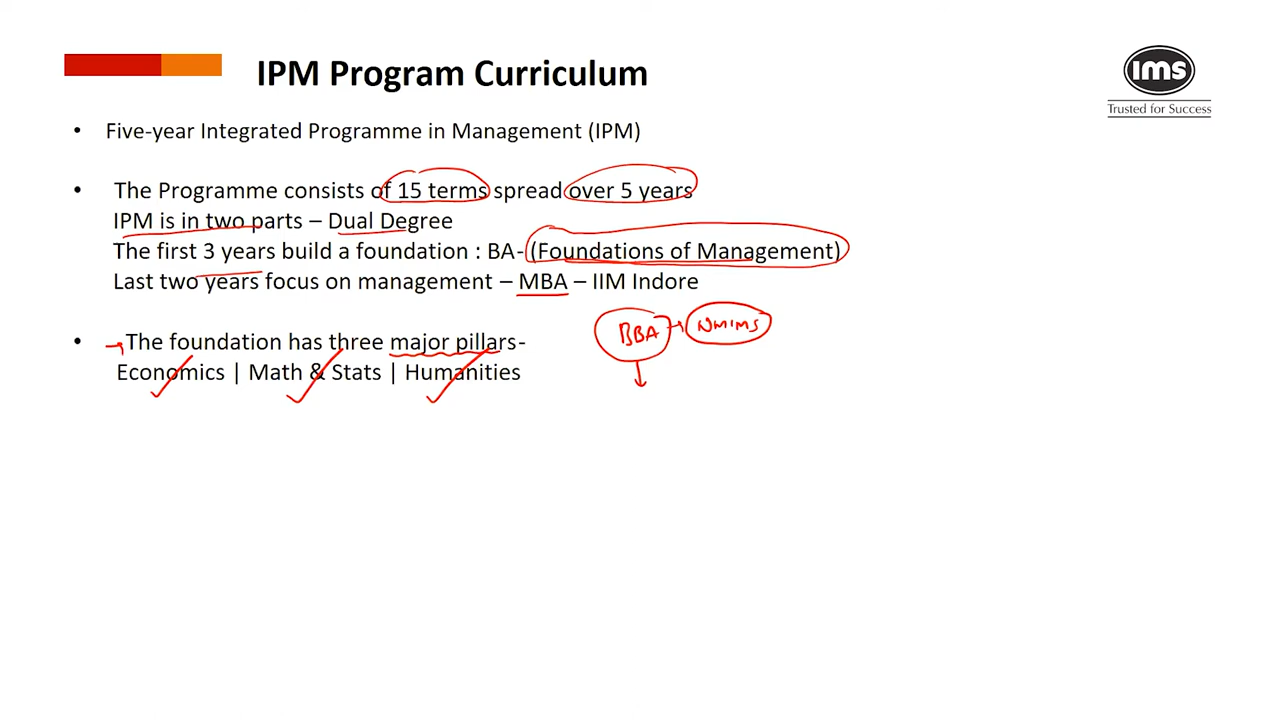 IPM Program Curriculum
ims
Trusted for Success
• Five-year Integrated Programme in Management (IPM)
• The Programme consists of 15 terms spread over 5 years
IPM is in two parts – Dual Degree
The first 3 years build a foundation : BA- (Foundations of Management)
Last two years focus on management – MBA – IIM Indore
BBA → NMIMS
• The foundation has three major pillars-
Economics | Math & Stats | Humanities